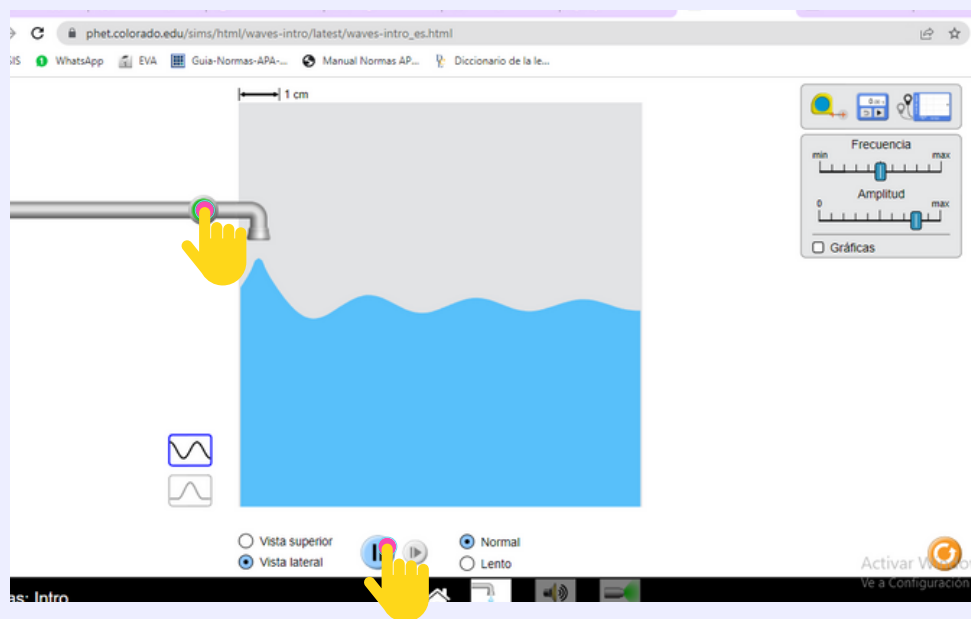 phet.colorado.edu/sims/html/waves-intro/latest/waves-intro_es.html
WhatsApp EVA Guia-Normas-APA-... Manual Normas AP... Diccionario de la le...
1 cm
0
Frecuencia
min max
Amplitud
0 max
Gráficas
Vista superior
Vista lateral
Normal
Lento
Activar
Ve a Configuración
as: Intro